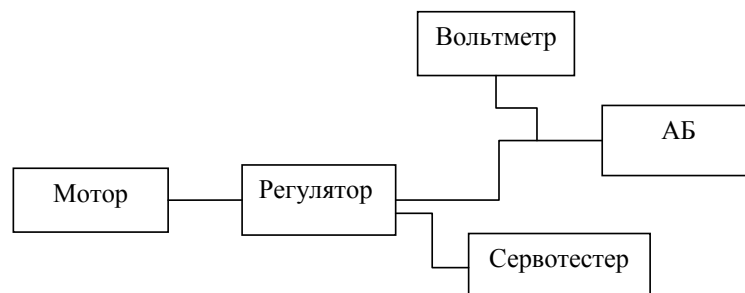 Вольтметр
АБ
Мотор
Регулятор
Сервотестер